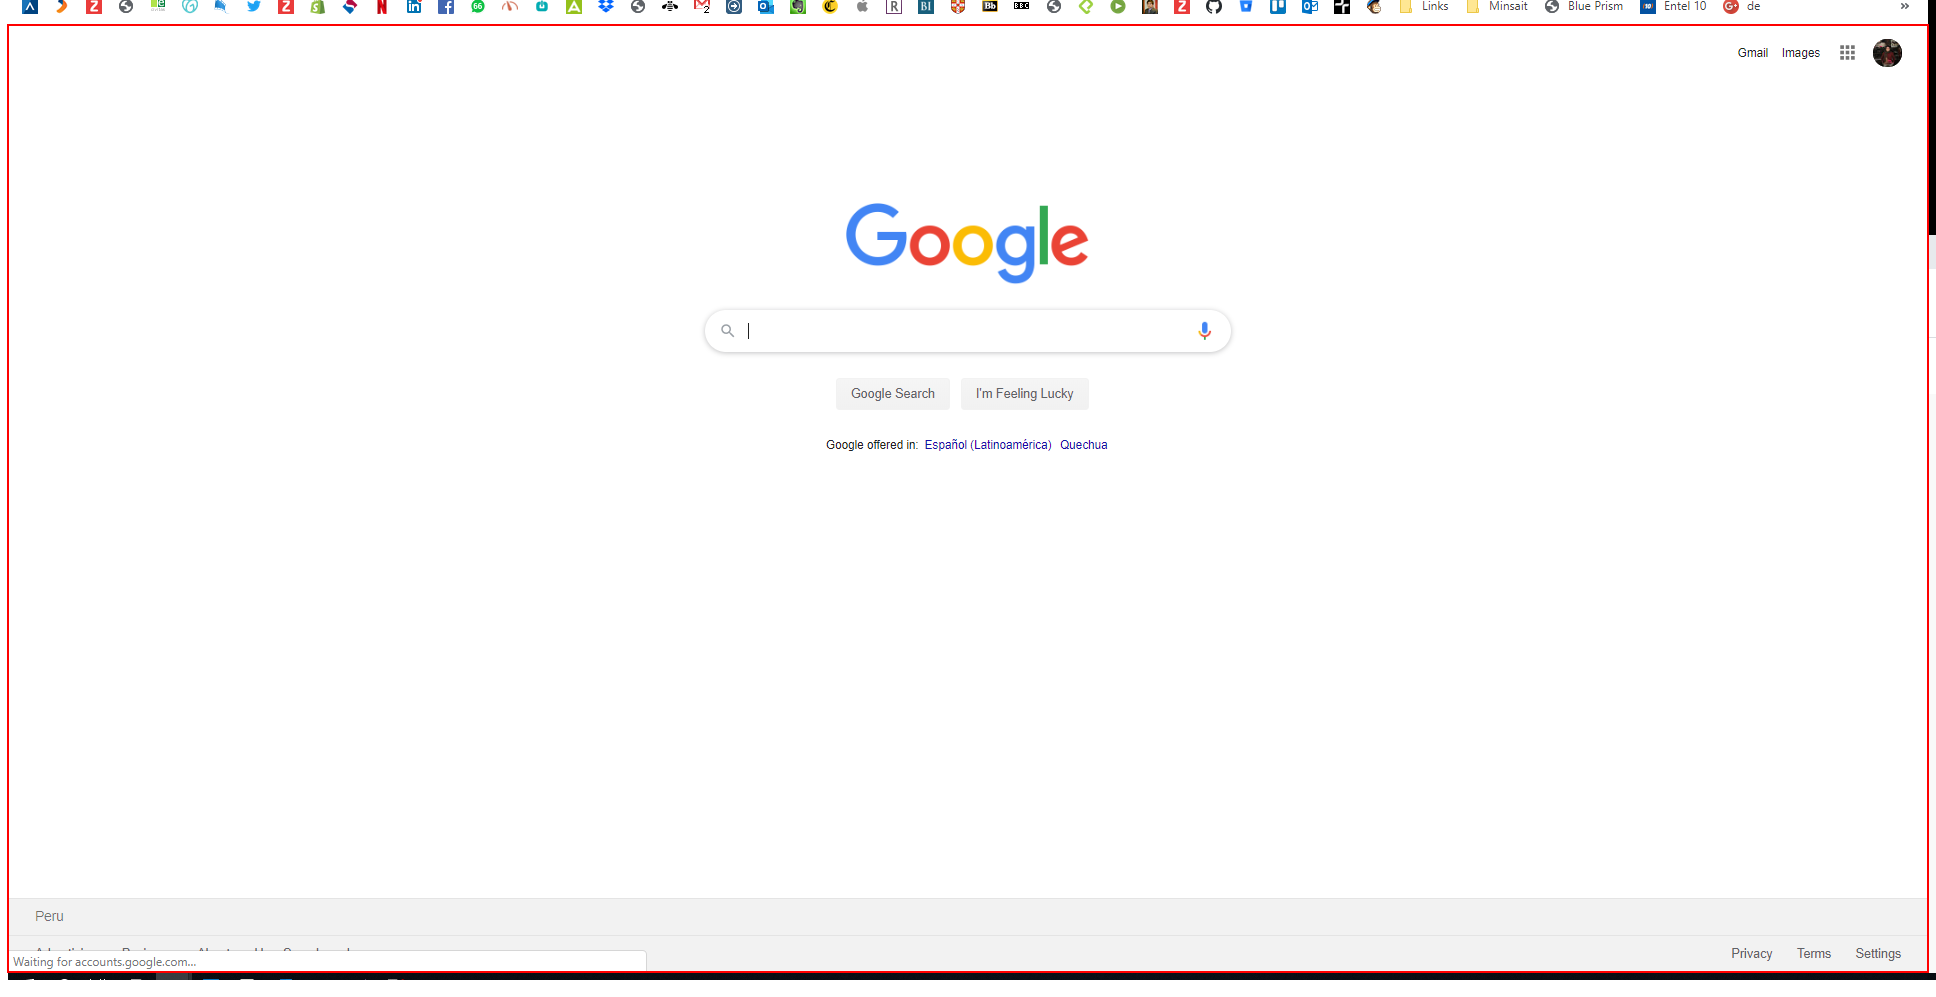 Links Minsait Blue Prism Entel 10 de »
Gmail Images
Google
Google Search I'm Feeling Lucky
Google offered in: Español (Latinoamérica) Quechua
Peru
Privacy Terms Settings
Waiting for accounts.google.com...